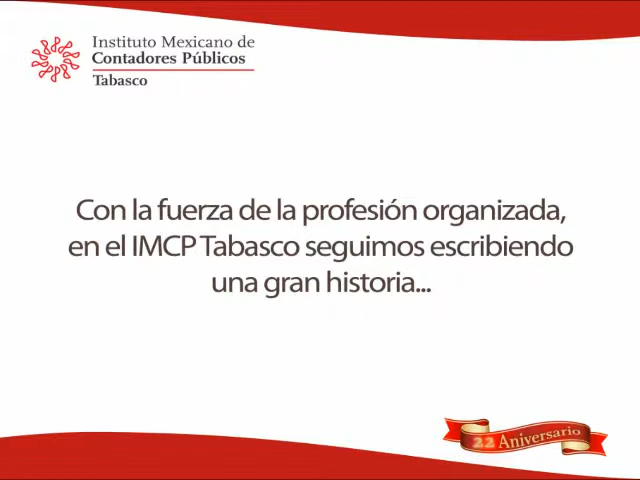 Instituto Mexicano de
Contadores Públicos
Tabasco
Con la fuerza de la profesión organizada,
en el IMCP Tabasco seguimos escribiendo
una gran historia...
22 Aniversario